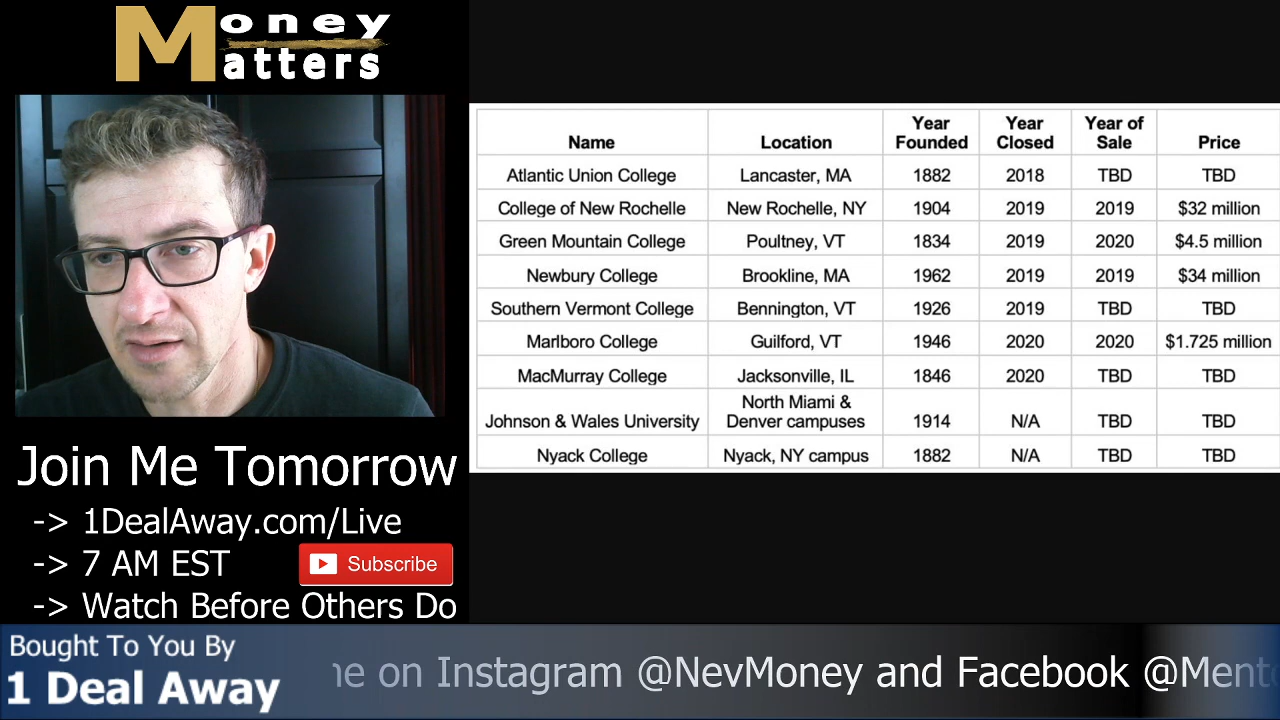 Money
Matters
Name Location Year Founded Year Closed Year of Sale Price
Atlantic Union College Lancaster, MA 1882 2018 TBD TBD
College of New Rochelle New Rochelle, NY 1904 2019 2019 $32 million
Green Mountain College Poultney, VT 1834 2019 2020 $4.5 million
Newbury College Brookline, MA 1962 2019 2019 $34 million
Southern Vermont College Bennington, VT 1926 2019 TBD TBD
Marlboro College Guilford, VT 1946 2020 2020 $1.725 million
MacMurray College Jacksonville, IL 1846 2020 TBD TBD
Johnson & Wales University North Miami & Denver campuses 1914 N/A TBD TBD
Nyack College Nyack, NY campus 1882 N/A TBD TBD
Join Me Tomorrow
-> 1DealAway.com/Live
-> 7 AM EST
Subscribe
-> Watch Before Others Do
Bought To You By
1 Deal Away
on Instagram @NevMoney and Facebook